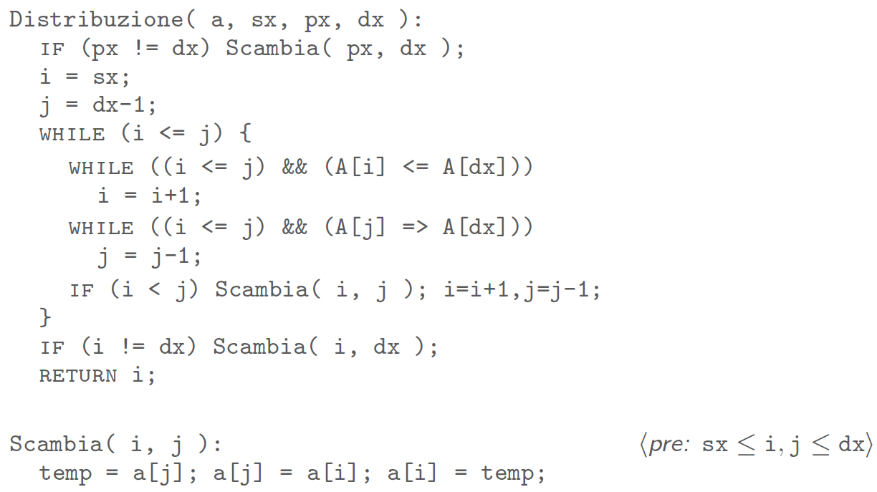 Distribuzione( a, sx, px, dx ):
IF (px != dx) Scambia( px, dx );
i = sx;
j = dx-1;
WHILE (i <= j) {
WHILE ((i <= j) && (A[i] <= A[dx]))
i = i+1;
WHILE ((i <= j) && (A[j] => A[dx]))
j = j-1;
IF (i < j) Scambia( i, j ); i=i+1,j=j-1;
}
IF (i != dx) Scambia( i, dx );
RETURN i;
Scambia( i, j ): ⟨pre: sx ≤ i, j ≤ dx⟩
temp = a[j]; a[j] = a[i]; a[i] = temp;